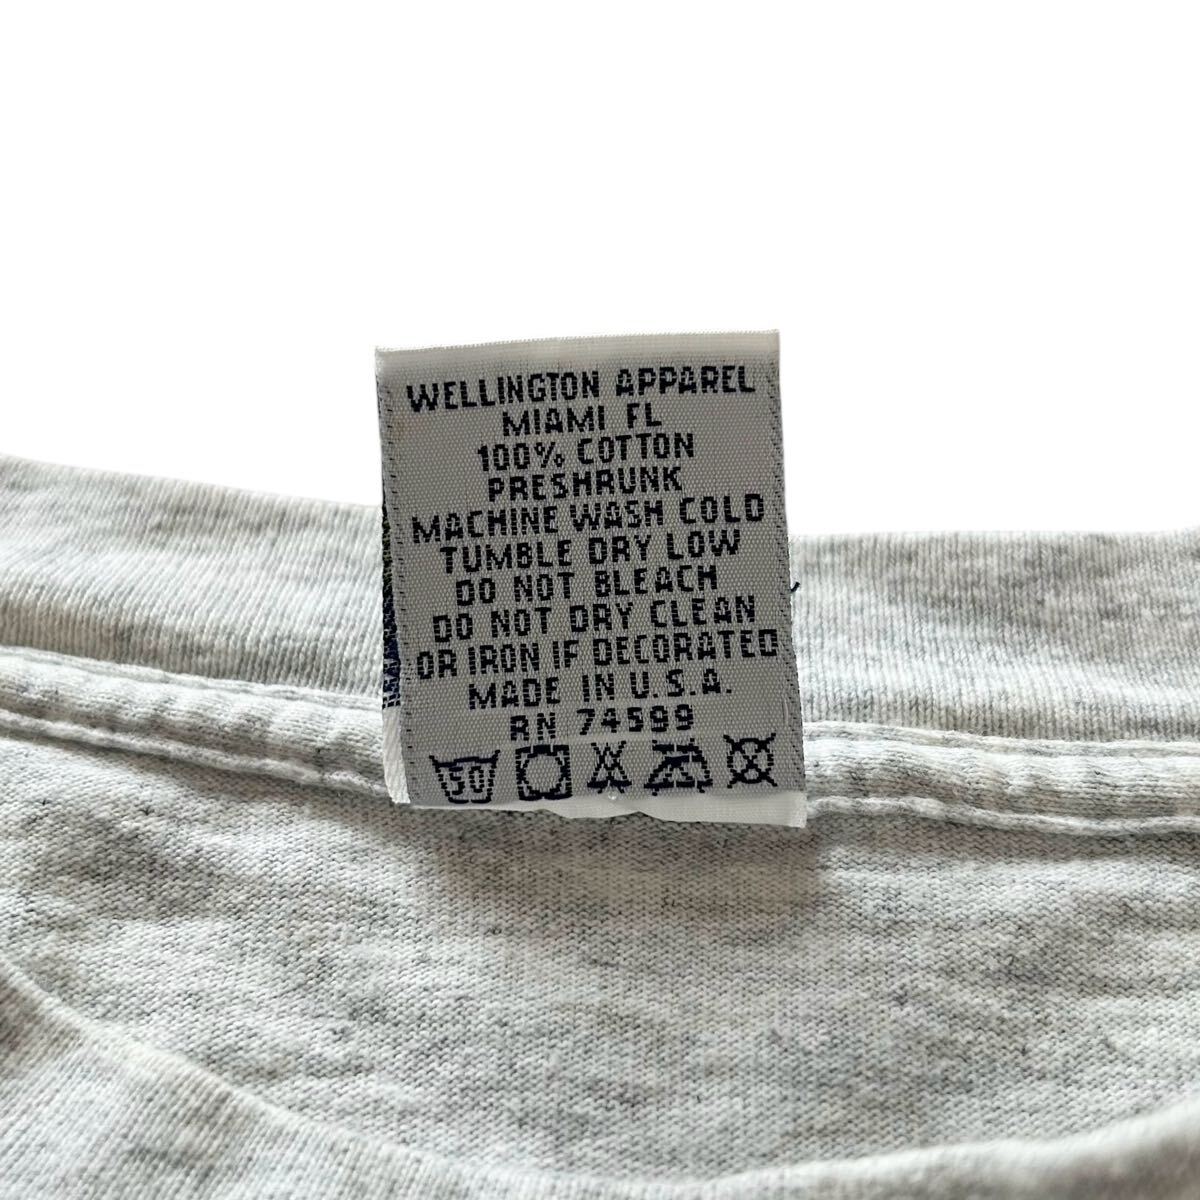 WELLINGTON APPAREL
MIAMI FL
100% COTTON
PRESHRUNK
MACHINE WASH COLD
TUMBLE DRY LOW
DO NOT BLEACH
DO NOT DRY CLEAN
OR IRON IF DECORATED
MADE IN U.S.A.
RN 74599
50